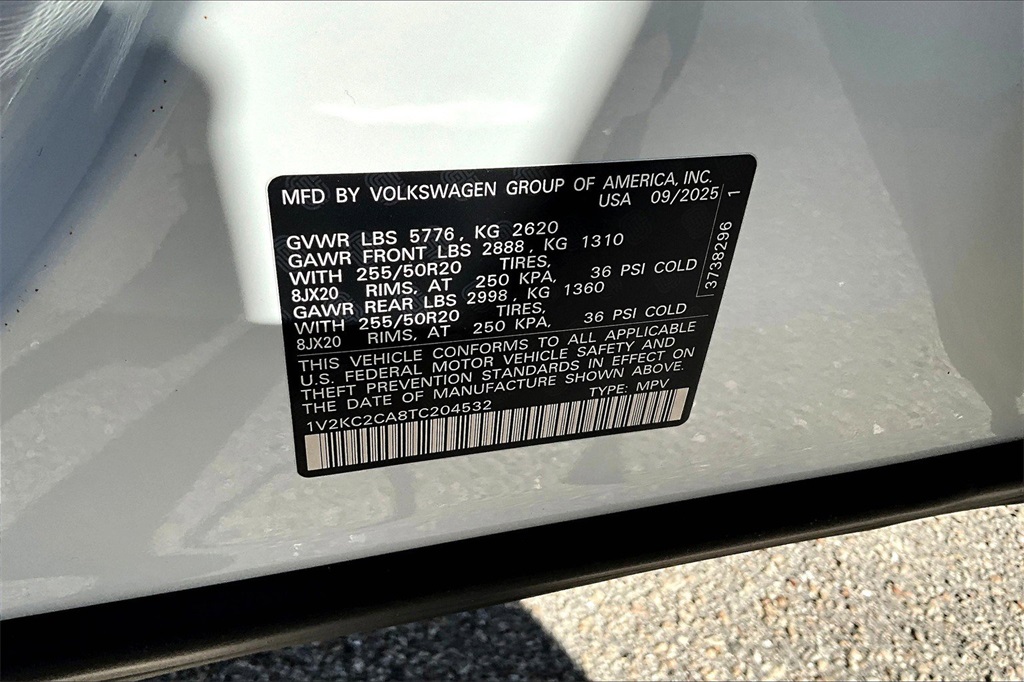 MFD BY VOLKSWAGEN GROUP OF AMERICA, INC.
USA 09/2025
GVWR LBS 5776, KG 2620
GAWR FRONT LBS 2888, KG 1310
WITH 255/50R20 TIRES,
8JX20 RIMS, AT 250 KPA, 36 PSI COLD
GAWR REAR LBS 2998, KG 1360
WITH 255/50R20 TIRES,
8JX20 RIMS, AT 250 KPA, 36 PSI COLD
THIS VEHICLE CONFORMS TO ALL APPLICABLE
U.S. FEDERAL MOTOR VEHICLE SAFETY AND
THEFT PREVENTION STANDARDS IN EFFECT ON
THE DATE OF MANUFACTURE SHOWN ABOVE.
1V2KC2CA8TC204532 TYPE: MPV
3738296 1